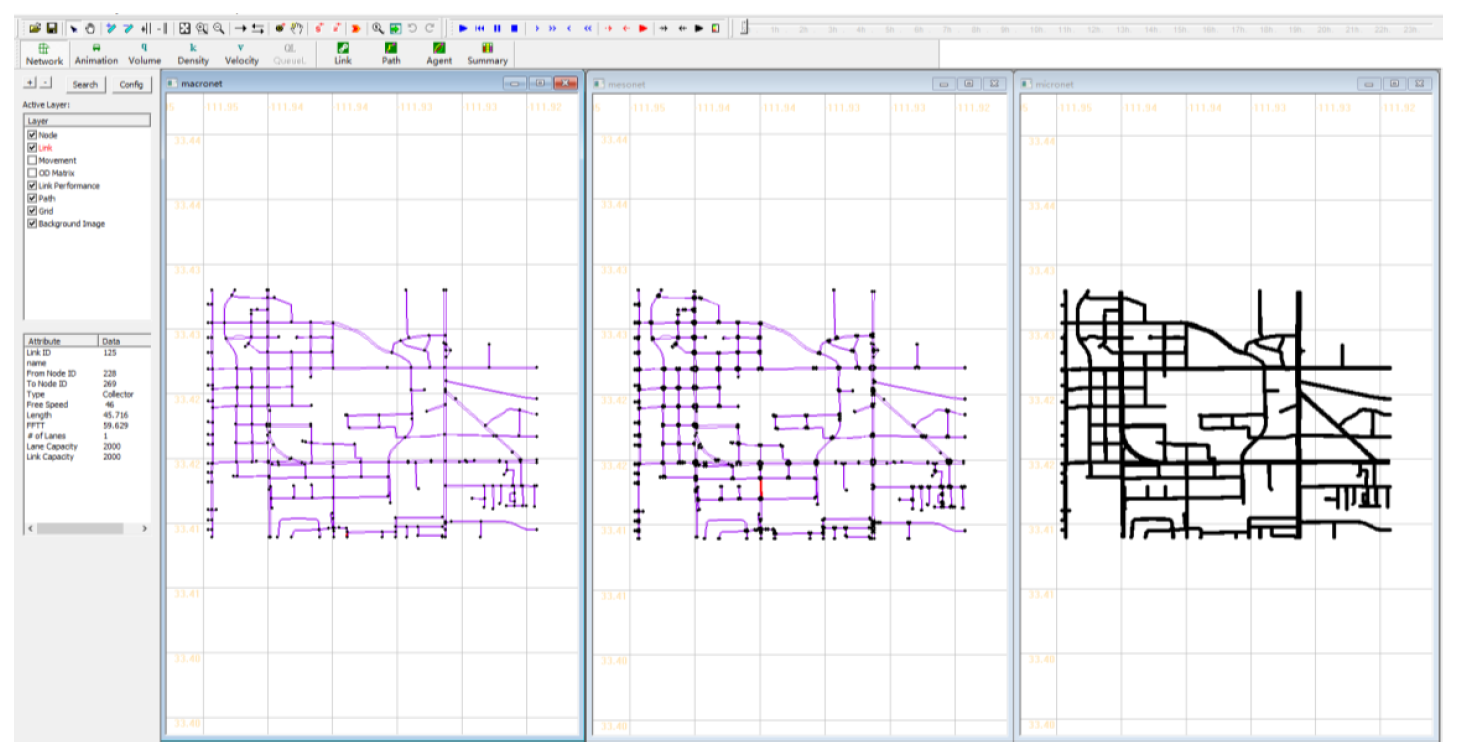 1h. 2h. 3h. 4h. 5h. 6h. 7h. 8h. 9h. 10h. 11h. 12h. 13h. 14h. 15h. 16h. 17h. 18h. 19h. 20h. 21h. 22h. 23h.
q k v QL
Network Animation Volume Density Velocity QueueL Link Path Agent Summary
+ - Search Config
macronet
mesonet
micronet
Active Layer:
Layer
Node
Link
Movement
OD Matrix
Link Performance
Path
Grid
Background Image
Attribute Data
Link ID 125
name
From Node ID 228
To Node ID 269
Type Collector
Free Speed 46
Length 45.716
FFTT 59.629
# of Lanes 1
Lane Capacity 2000
Link Capacity 2000
5 111.95 111.94 111.94 111.93 111.93 111.92
33.44
33.44
33.43
33.43
33.42
33.42
33.41
33.41
33.40
33.40
5 111.95 111.94 111.94 111.93 111.93 111.92
33.44
33.44
33.43
33.43
33.42
33.42
33.41
33.41
33.40
33.40
5 111.95 111.94 111.94 111.93 111.93 111.92
33.44
33.44
33.43
33.43
33.42
33.42
33.41
33.41
33.40
33.40